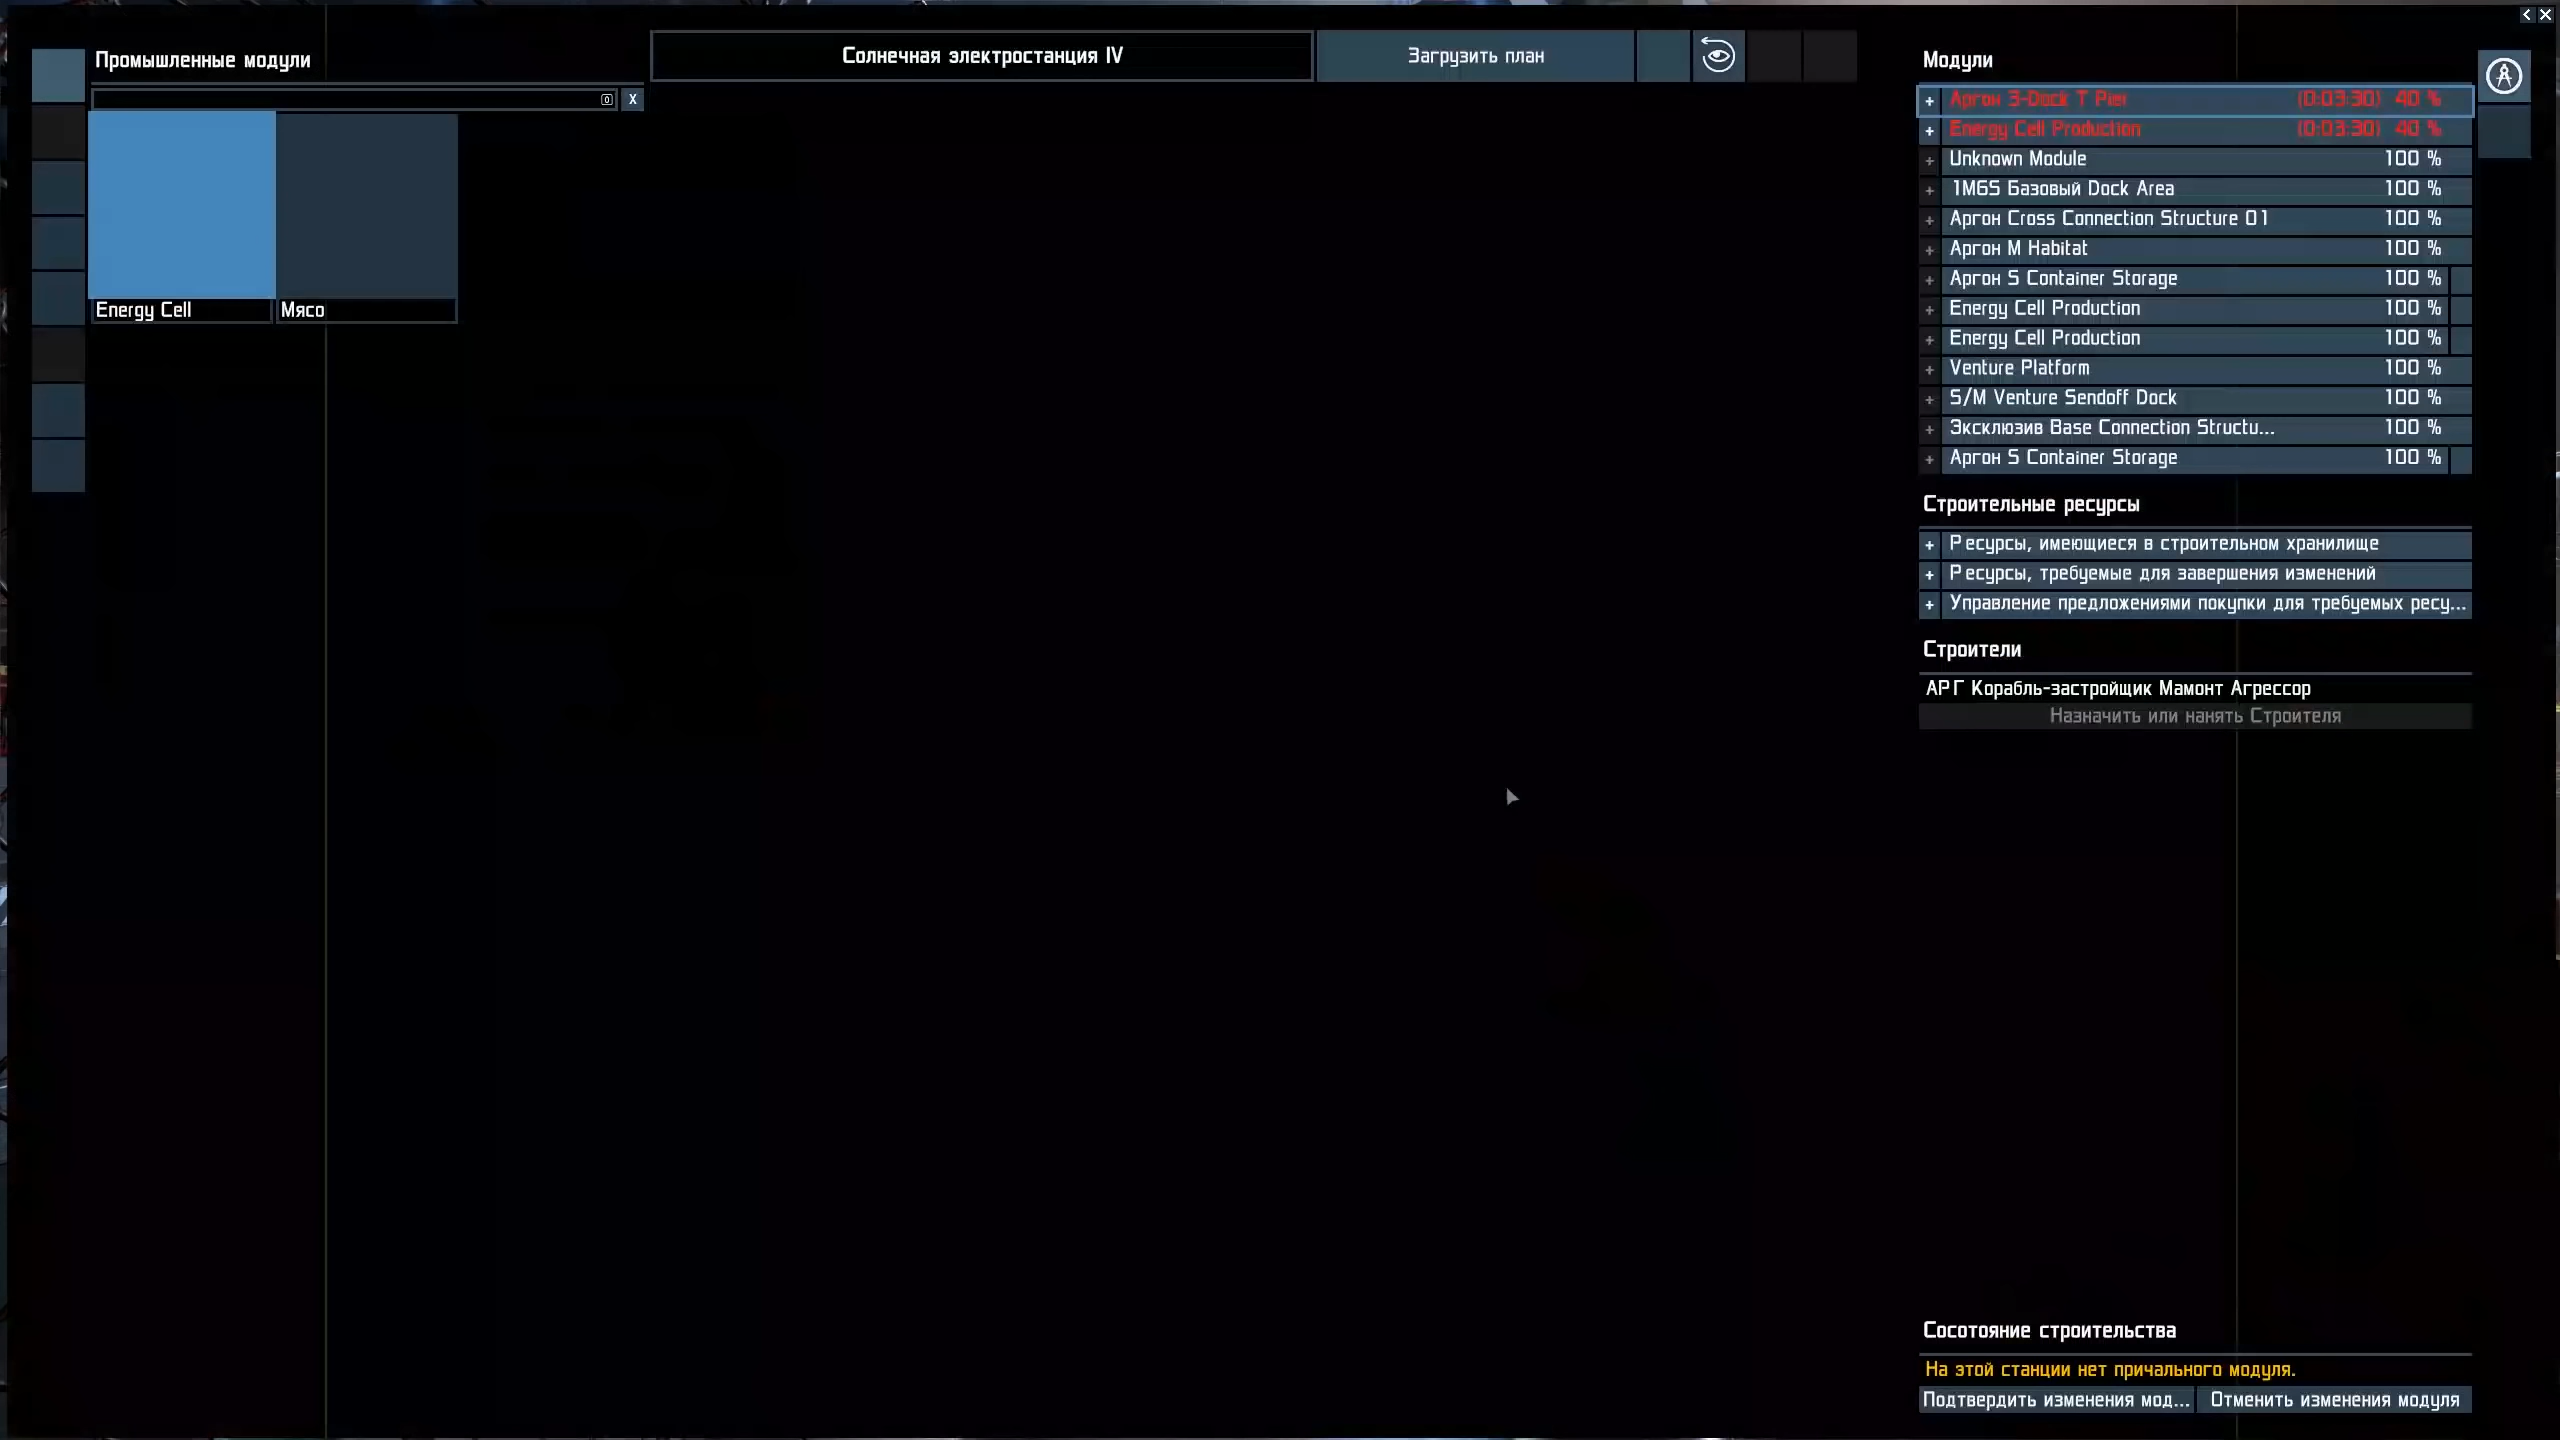 Промышленные модули
X
Energy Cell
Мясо
Солнечная электростанция IV
Загрузить план
Модули
+ Аргон 3-Dock T Pier (0:03:30) 40 %
+ Energy Cell Production (0:03:30) 40 %
+ Unknown Module 100 %
+ 1M6S Базовый Dock Area 100 %
+ Аргон Cross Connection Structure 01 100 %
+ Аргон M Habitat 100 %
+ Аргон S Container Storage 100 %
+ Energy Cell Production 100 %
+ Energy Cell Production 100 %
+ Venture Platform 100 %
+ S/M Venture Sendoff Dock 100 %
+ Эксклюзив Base Connection Structu... 100 %
+ Аргон S Container Storage 100 %
Строительные ресурсы
+ Ресурсы, имеющиеся в строительном хранилище
+ Ресурсы, требуемые для завершения изменений
+ Управление предложениями покупки для требуемых ресу...
Строители
АРГ Корабль-застройщик Мамонт Агрессор
Назначить или нанять Строителя
Сосотояние строительства
На этой станции нет причального модуля.
Подтвердить изменения мод... Отменить изменения модуля